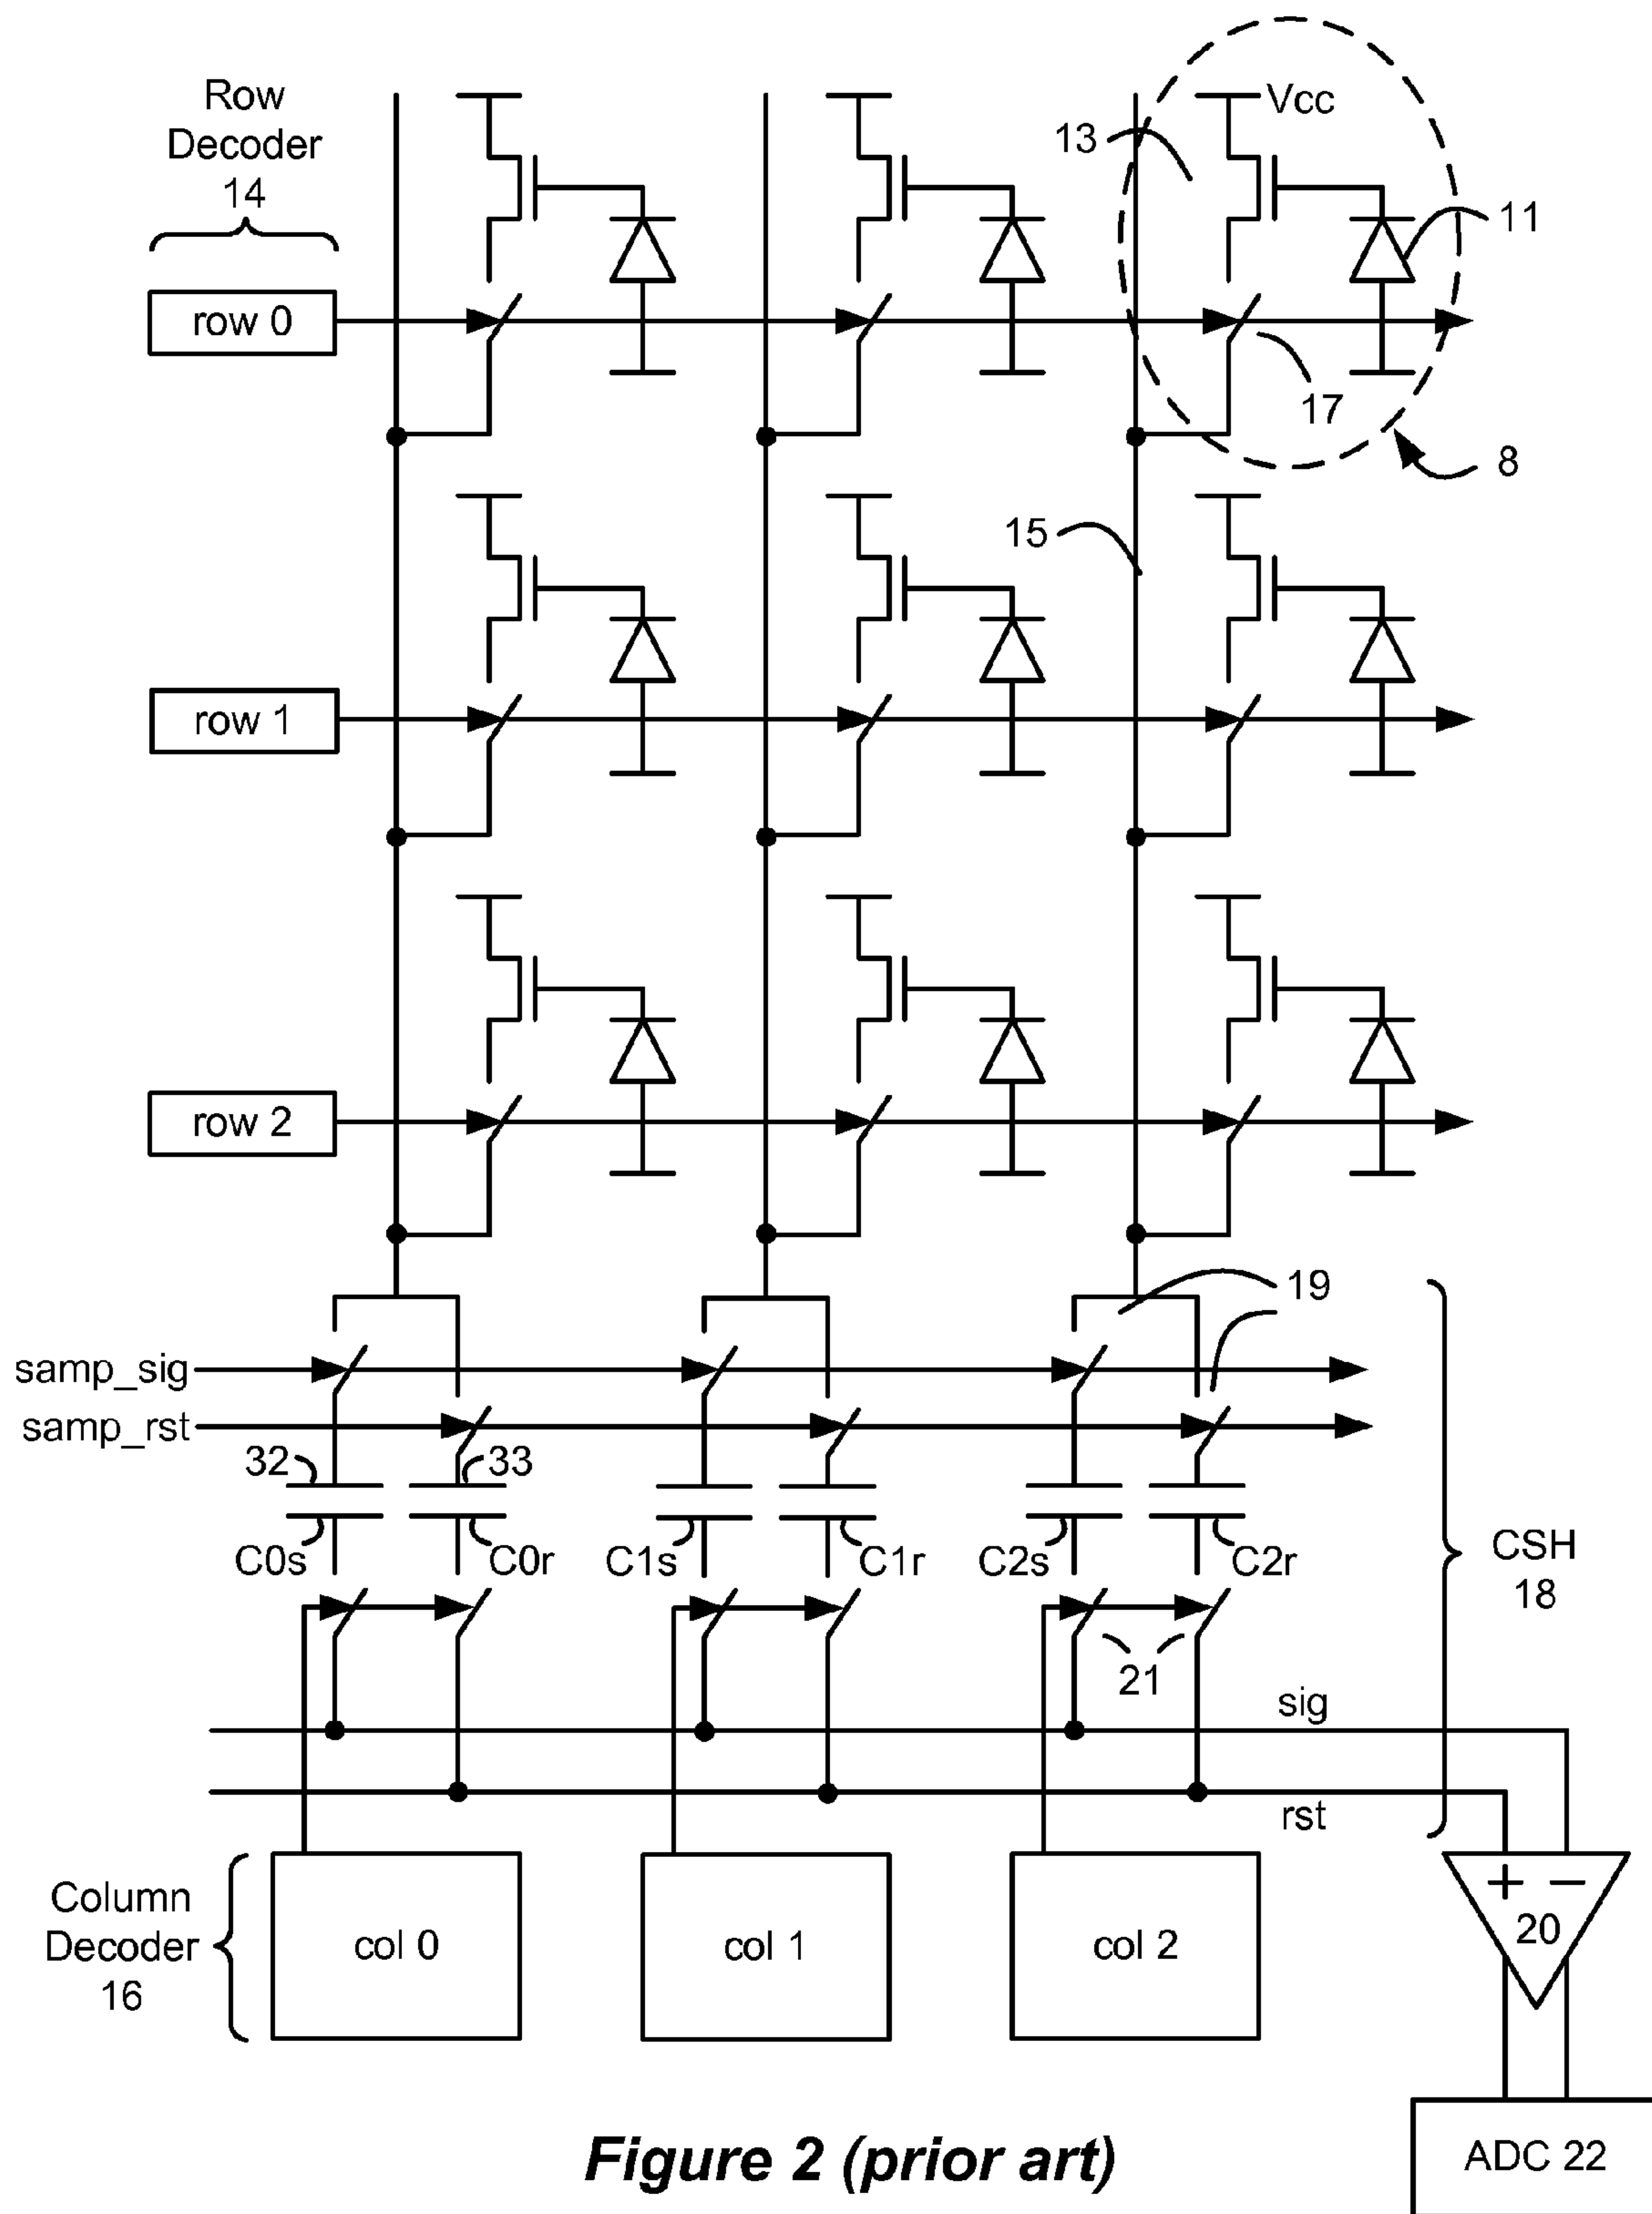 Row
Decoder
14
Vcc
13
11
row 0
17
8
15
row 1
row 2
19
samp_sig
samp_rst
32
33
C0s
C0r
C1s
C1r
C2s
C2r
CSH
18
21
sig
rst
Column
Decoder
16
col 0
col 1
col 2
+ −
20
ADC 22
Figure 2 (prior art)